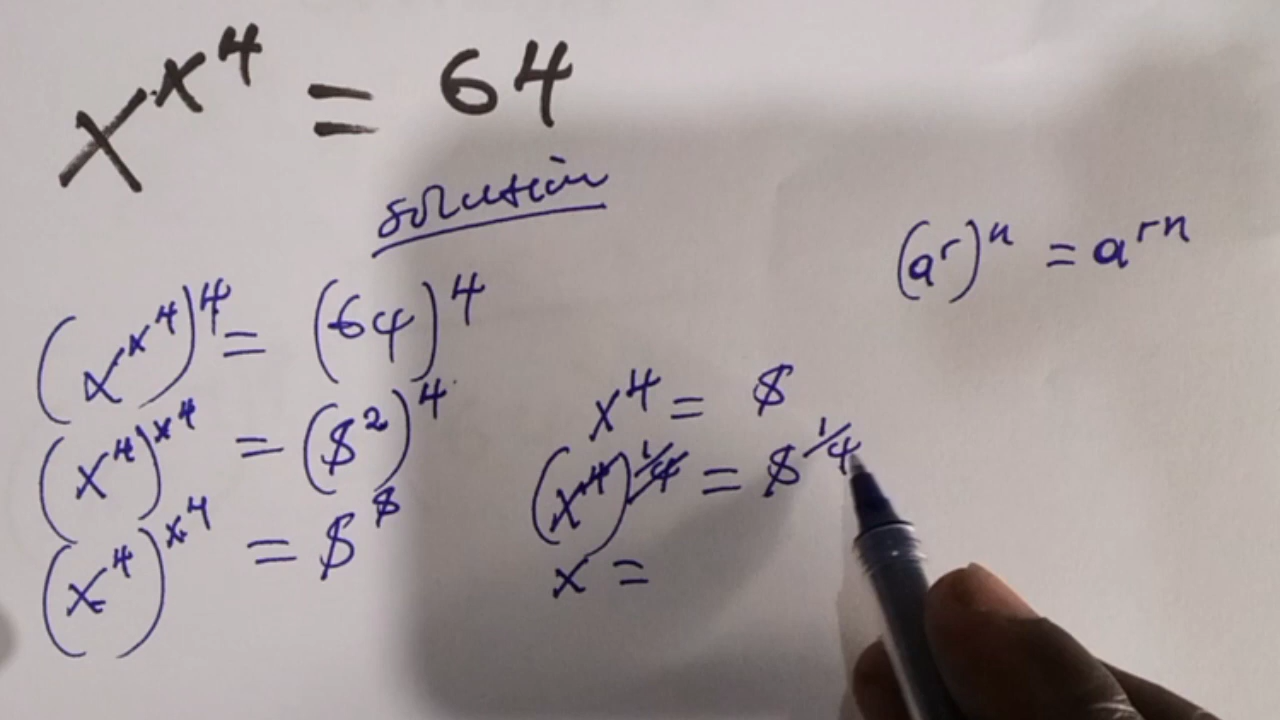 x^x^4 = 64
solution
(a^r)^n = a^rn
(x^x^4)^4 = (64)^4
(x^4)^x^4 = (8^2)^4
(x^4)^x^4 = 8^8
x^4 = 8
(x^4)^1/4 = 8^1/4
x =